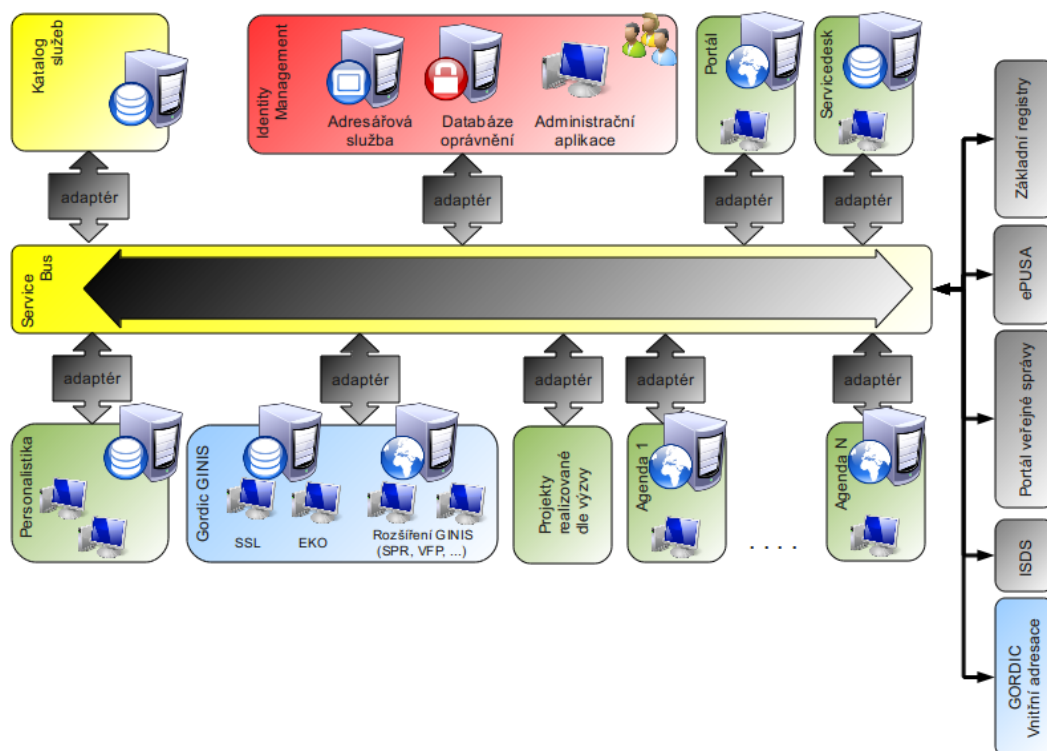 Katalog
služeb
Identity
Management
Adresářová
služba
Databáze
oprávnění
Administrační
aplikace
Portál
Servicedesk
adaptér
adaptér
adaptér
adaptér
Service
Bus
adaptér
adaptér
adaptér
adaptér
adaptér
Personalistika
Gordic GINIS
SSL
EKO
Rozšíření GINIS
(SPR, VFP, ...)
Projekty
realizované
dle výzvy
Agenda 1
. . . .
Agenda N
Základní registry
ePUSA
Portál veřejné správy
ISDS
GORDIC
Vnitřní adresace